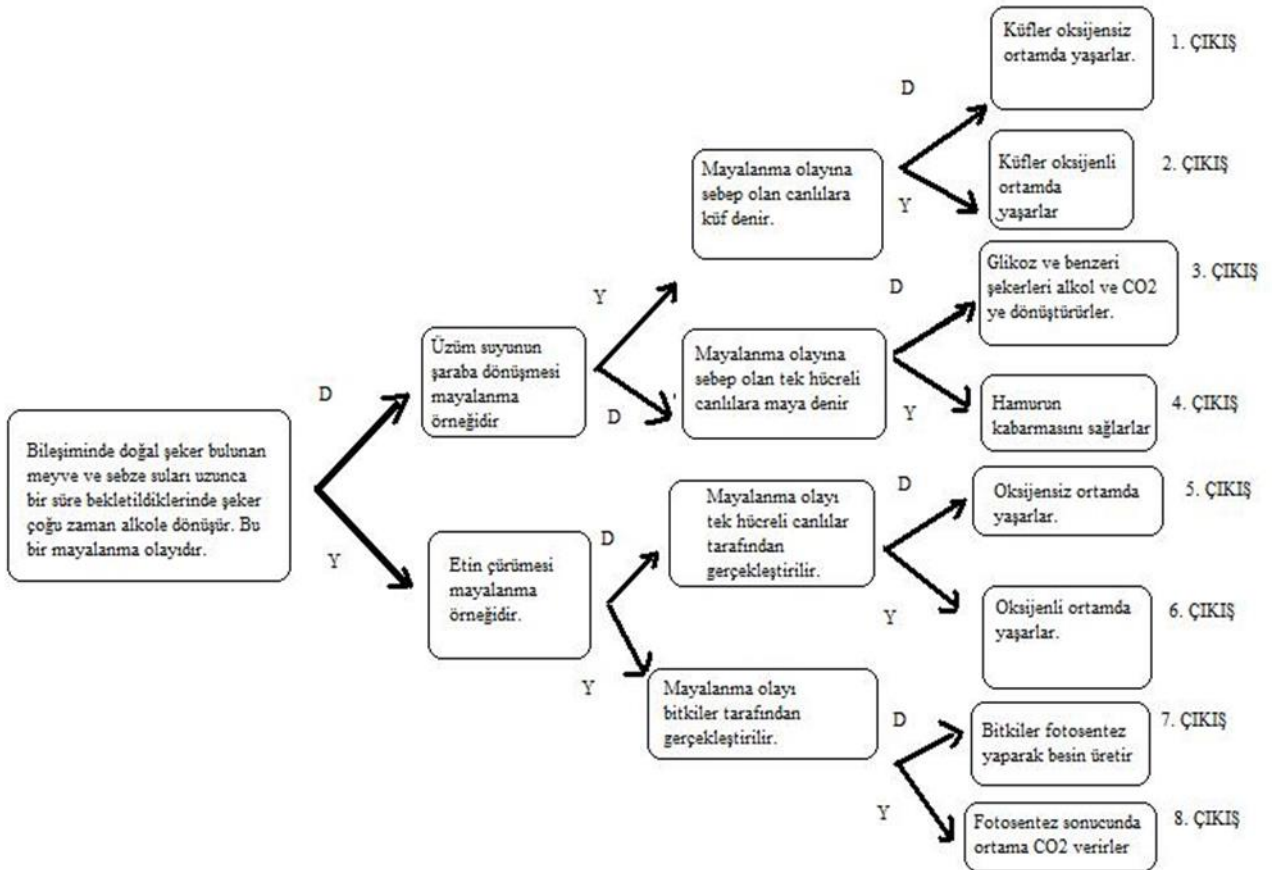 Bileşiminde doğal şeker bulunan
meyve ve sebze suları uzunca
bir süre bekletildiklerinde şeker
çoğu zaman alkole dönüşür. Bu
bir mayalanma olayıdır.
D
Y
Üzüm suyunun
şaraba dönüşmesi
mayalanma
örneğidir
Y
D
Etin çürümesi
mayalanma
örneğidir.
D
Y
Mayalanma olayına
sebep olan canlılara
küf denir.
D
Y
Mayalanma olayına
sebep olan tek hücreli
canlılara maya denir
D
Y
Mayalanma olayı
tek hücreli canlılar
tarafından
gerçekleştirilir.
D
Y
Mayalanma olayı
bitkiler tarafından
gerçekleştirilir.
D
Y
Küfler oksijensiz
ortamda yaşarlar.
1. ÇIKIŞ
Küfler oksijenli
ortamda
yaşarlar
2. ÇIKIŞ
Glikoz ve benzeri
şekerleri alkol ve CO2
ye dönüştürürler.
3. ÇIKIŞ
Hamurun
kabarmasını sağlarlar
4. ÇIKIŞ
Oksijensiz ortamda
yaşarlar.
5. ÇIKIŞ
Oksijenli ortamda
yaşarlar.
6. ÇIKIŞ
Bitkiler fotosentez
yaparak besin üretir
7. ÇIKIŞ
Fotosentez sonucunda
ortama CO2 verirler
8. ÇIKIŞ